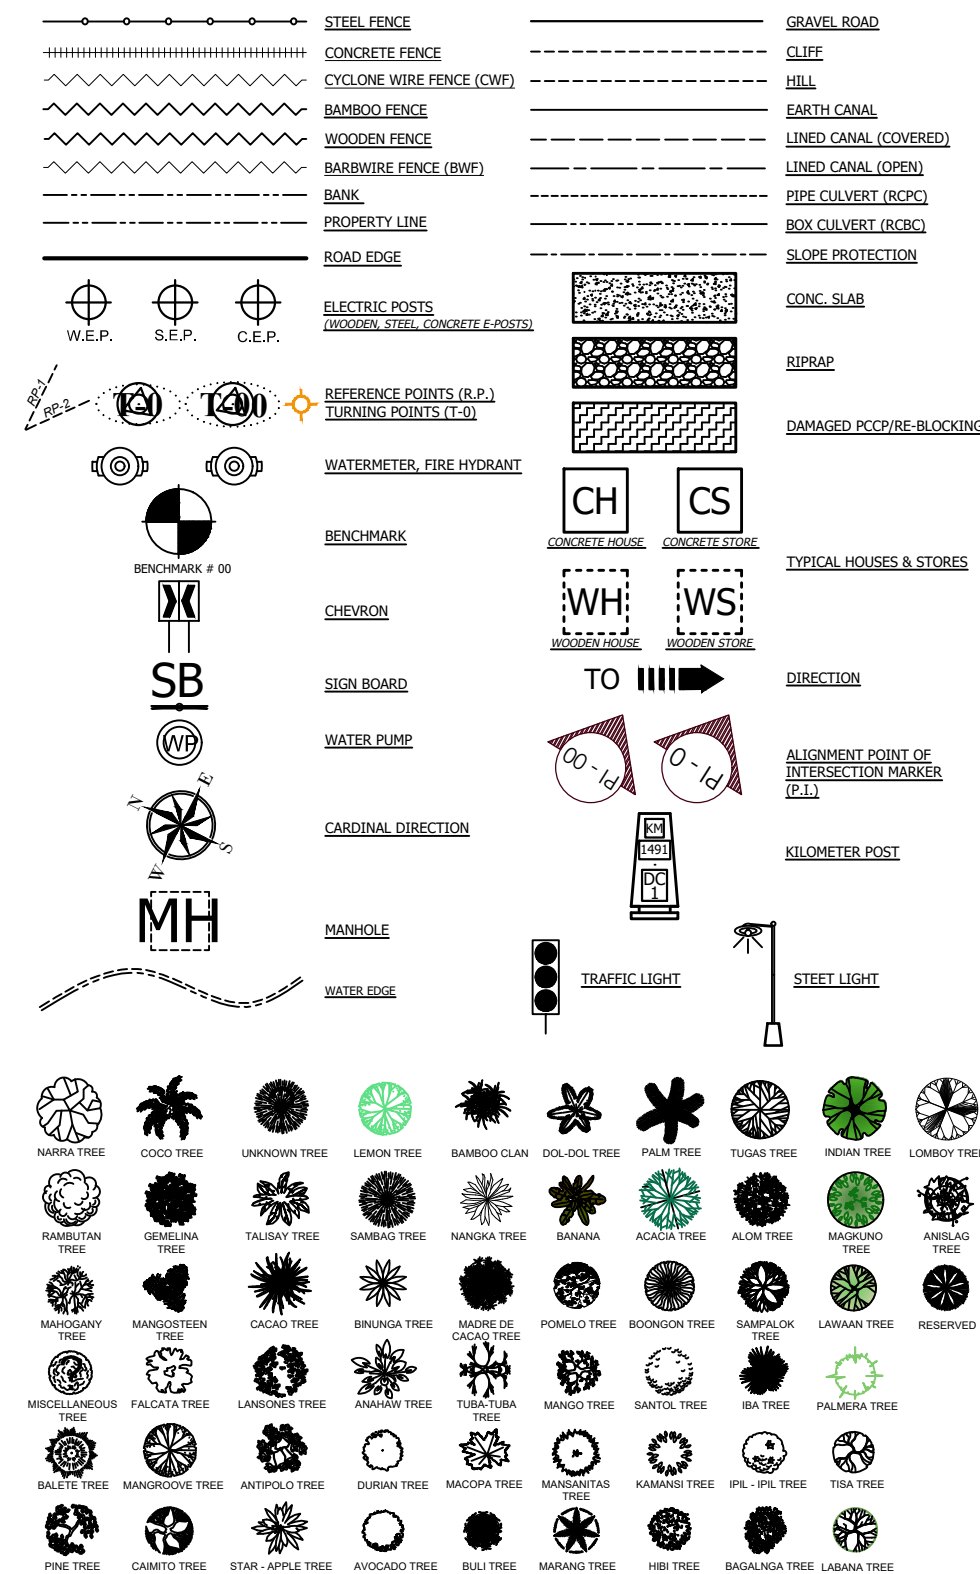 STEEL FENCE
CONCRETE FENCE
CYCLONE WIRE FENCE (CWF)
BAMBOO FENCE
WOODEN FENCE
BARBWIRE FENCE (BWF)
BANK
PROPERTY LINE
ROAD EDGE
W.E.P. S.E.P. C.E.P.
ELECTRIC POSTS
(WOODEN, STEEL, CONCRETE E-POSTS)
RP-1
RP-2
T-0 T-00
REFERENCE POINTS (R.P.)
TURNING POINTS (T-0)
WATERMETER, FIRE HYDRANT
BENCHMARK
BENCHMARK # 00
CHEVRON
SB
SIGN BOARD
WP
WATER PUMP
N E
W S
CARDINAL DIRECTION
MH
MANHOLE
WATER EDGE
GRAVEL ROAD
CLIFF
HILL
EARTH CANAL
LINED CANAL (COVERED)
LINED CANAL (OPEN)
PIPE CULVERT (RCPC)
BOX CULVERT (RCBC)
SLOPE PROTECTION
CONC. SLAB
RIPRAP
DAMAGED PCCP/RE-BLOCKING
CH CS
CONCRETE HOUSE CONCRETE STORE
TYPICAL HOUSES & STORES
WH WS
WOODEN HOUSE WOODEN STORE
TO
DIRECTION
PI - 00 PI - 0
ALIGNMENT POINT OF
INTERSECTION MARKER
(P.I.)
KM
1491
DC
1
KILOMETER POST
TRAFFIC LIGHT
STEET LIGHT
NARRA TREE COCO TREE UNKNOWN TREE LEMON TREE BAMBOO CLAN DOL-DOL TREE PALM TREE TUGAS TREE INDIAN TREE LOMBOY TREE
RAMBUTAN GEMELINA TALISAY TREE SAMBAG TREE NANGKA TREE BANANA ACACIA TREE ALOM TREE MAGKUNO ANISLAG
TREE TREE TREE TREE
MAHOGANY MANGOSTEEN CACAO TREE BINUNGA TREE MADRE DE POMELO TREE BOONGON TREE SAMPALOK LAWAAN TREE RESERVED
TREE TREE CACAO TREE TREE
MISCELLANEOUS FALCATA TREE LANSONES TREE ANAHAW TREE TUBA-TUBA MANGO TREE SANTOL TREE IBA TREE PALMERA TREE
TREE TREE
BALETE TREE MANGROOVE TREE ANTIPOLO TREE DURIAN TREE MACOPA TREE MANSANITAS KAMANSI TREE IPIL - IPIL TREE TISA TREE
TREE
PINE TREE CAIMITO TREE STAR - APPLE TREE AVOCADO TREE BULI TREE MARANG TREE HIBI TREE BAGALNGA TREE LABANA TREE